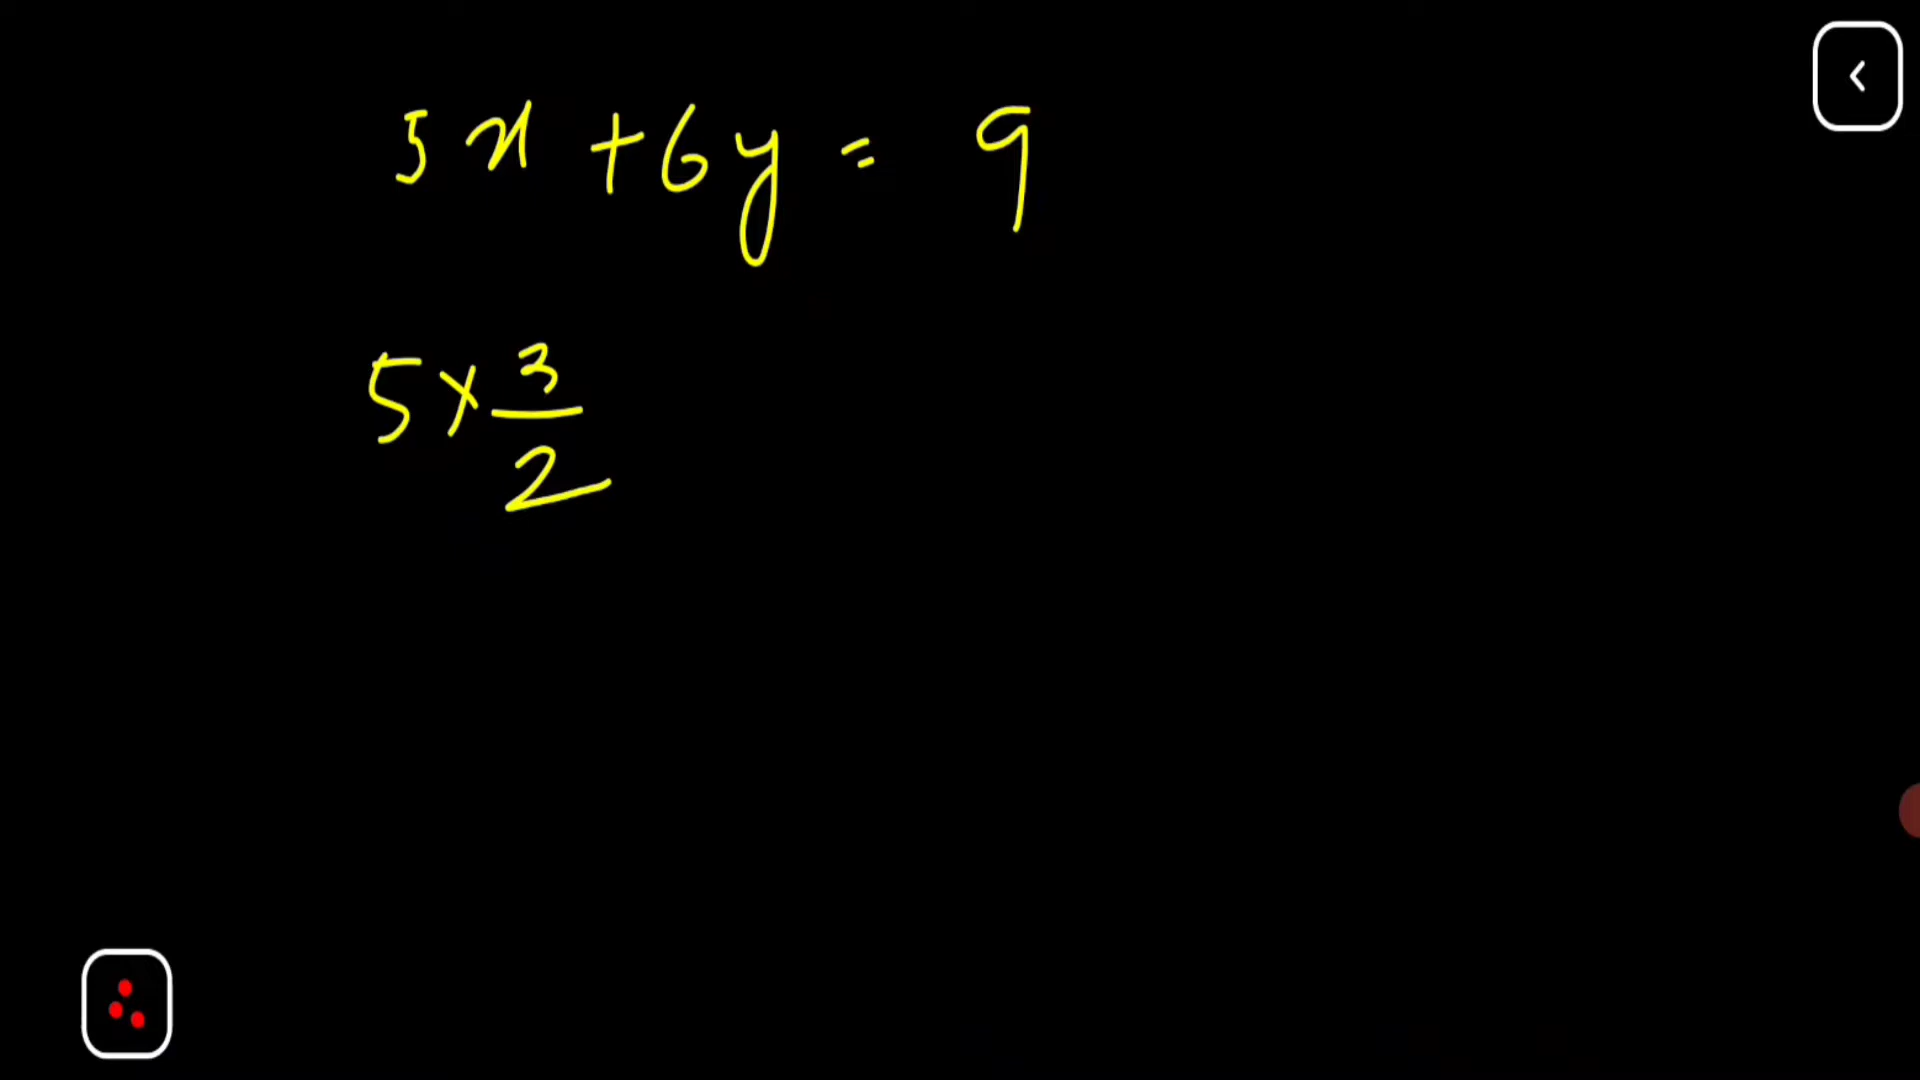 5x + 6y = 9
5 × 3/2